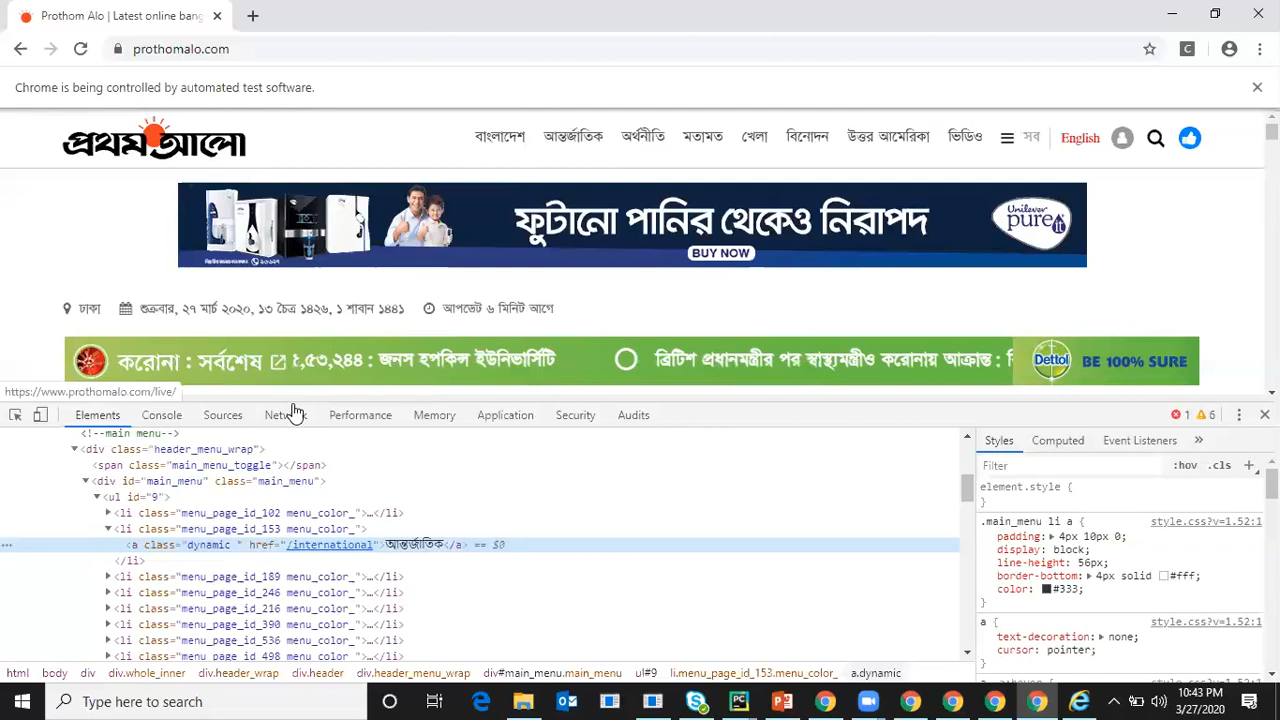 Prothom Alo | Latest online bang
prothomalo.com
Chrome is being controlled by automated test software.
প্রথম আলো
বাংলাদেশ আন্তর্জাতিক অর্থনীতি মতামত খেলা বিনোদন উত্তর আমেরিকা ভিডিও সব English
ফুটানো পানির থেকেও নিরাপদ
BUY NOW
Unilever
pureit
ঢাকা শুক্রবার, ২৭ মার্চ ২০২০, ১৩ চৈত্র ১৪২৬, ১ শাবান ১৪৪১ আপডেট ৬ মিনিট আগে
করোনা : সর্বশেষ ৫,৫৩,২৪৪ : জনস হপকিন্স ইউনিভার্সিটি ব্রিটিশ প্রধানমন্ত্রীর পর স্বাস্থ্যমন্ত্রীও করোনায় আক্রান্ত : Dettol BE 100% SURE
https://www.prothomalo.com/live/
Elements Console Sources Network Performance Memory Application Security Audits 1 6
<!--main menu-->
<div class="header_menu_wrap">
<span class="main_menu_toggle"></span>
<div id="main_menu" class="main_menu">
<ul id="9">
<li class="menu_page_id_102 menu_color_">…</li>
<li class="menu_page_id_153 menu_color_">
<a class="dynamic " href="/international">আন্তর্জাতিক</a> == $0
</li>
<li class="menu_page_id_189 menu_color_">…</li>
<li class="menu_page_id_246 menu_color_">…</li>
<li class="menu_page_id_216 menu_color_">…</li>
<li class="menu_page_id_390 menu_color_">…</li>
<li class="menu_page_id_536 menu_color_">…</li>
<li class="menu_page_id_498 menu_color_">…</li>
html body div div.whole_inner div.header_wrap div.header div.header_menu_wrap div#main_menu.main_menu ul#9 li.menu_page_id_153.menu_color_ a.dynamic
Styles Computed Event Listeners »
Filter :hov .cls +
element.style {
}
.main_menu li a { style.css?v=1.52:1
padding: 4px 10px 0;
display: block;
line-height: 56px;
border-bottom: 4px solid #fff;
color: #333;
}
a { style.css?v=1.52:1
text-decoration: none;
cursor: pointer;
}
Type here to search
10:43 PM
3/27/2020